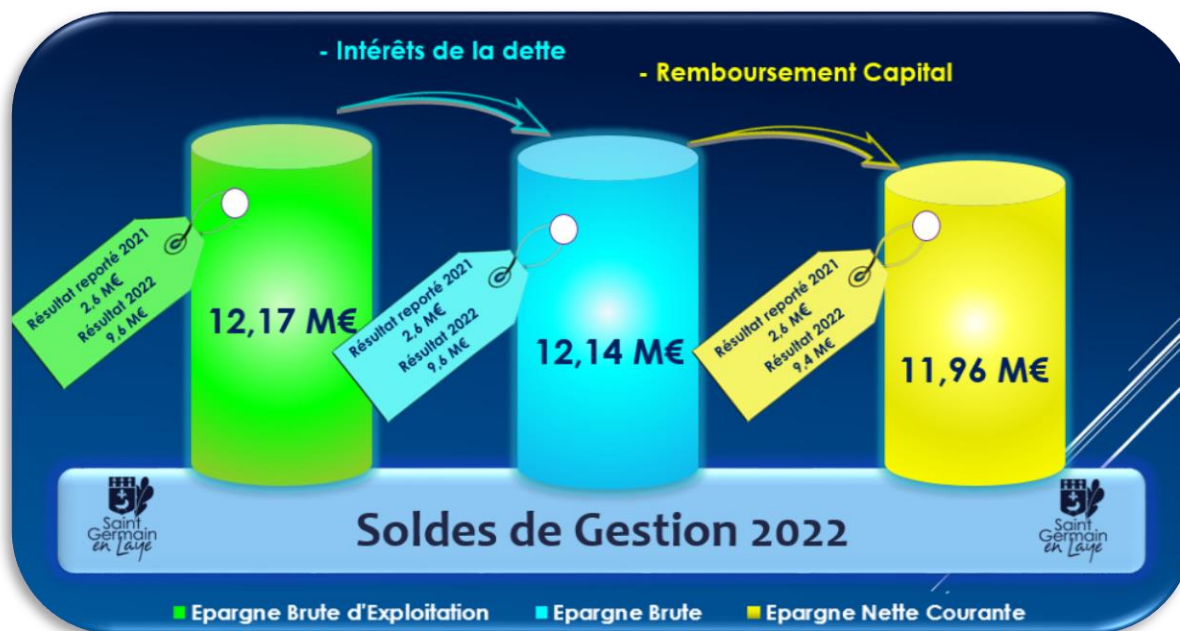 - Intérêts de la dette
- Remboursement Capital
Résultat reporté 2021
2,6 M€
Résultat 2022
9,6 M€
12,17 M€
Résultat reporté 2021
2,6 M€
Résultat 2022
9,6 M€
12,14 M€
Résultat reporté 2021
2,6 M€
Résultat 2022
9,4 M€
11,96 M€
Saint
Germain
en Laye
Soldes de Gestion 2022
Saint
Germain
en Laye
Epargne Brute d'Exploitation
Epargne Brute
Epargne Nette Courante